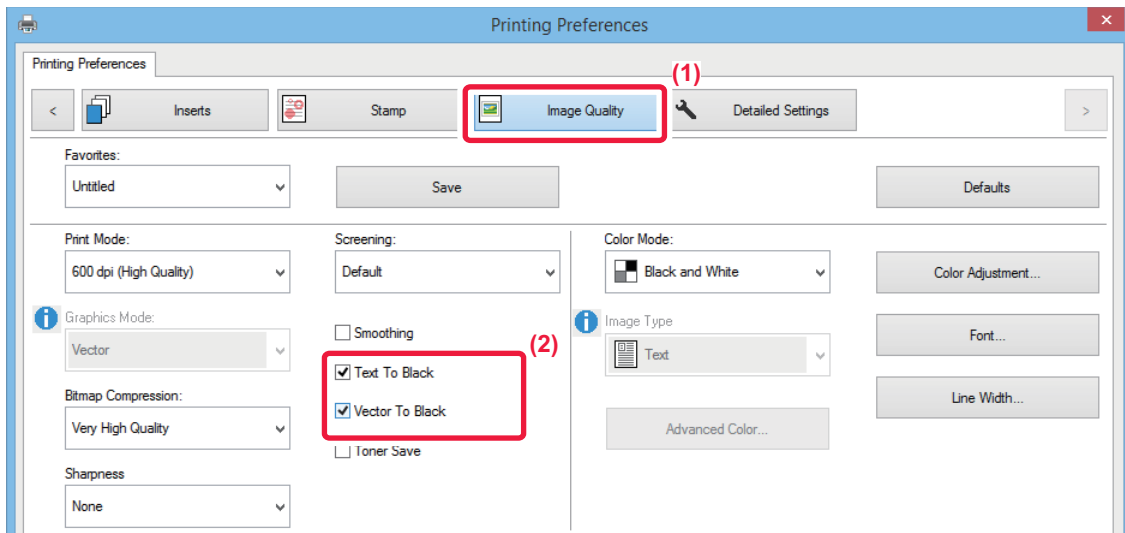 Printing Preferences
Printing Preferences
(1)
Inserts
Stamp
Image Quality
Detailed Settings
Favorites:
Untitled
Save
Defaults
Print Mode:
Screening:
Color Mode:
600 dpi (High Quality)
Default
Black and White
Color Adjustment...
Graphics Mode:
Smoothing
(2)
Image Type
Font...
Vector
Text To Black
Text
Bitmap Compression:
Vector To Black
Line Width...
Very High Quality
Toner Save
Advanced Color...
Sharpness
None